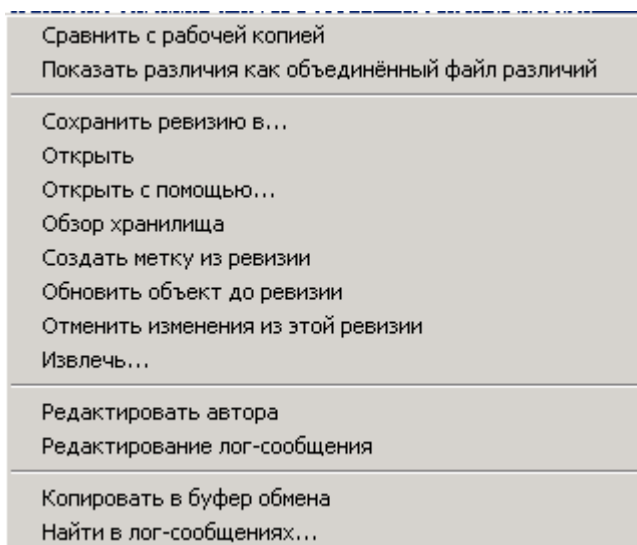 Сравнить с рабочей копией
Показать различия как объединённый файл различий
Сохранить ревизию в...
Открыть
Открыть с помощью...
Обзор хранилища
Создать метку из ревизии
Обновить объект до ревизии
Отменить изменения из этой ревизии
Извлечь...
Редактировать автора
Редактирование лог-сообщения
Копировать в буфер обмена
Найти в лог-сообщениях...